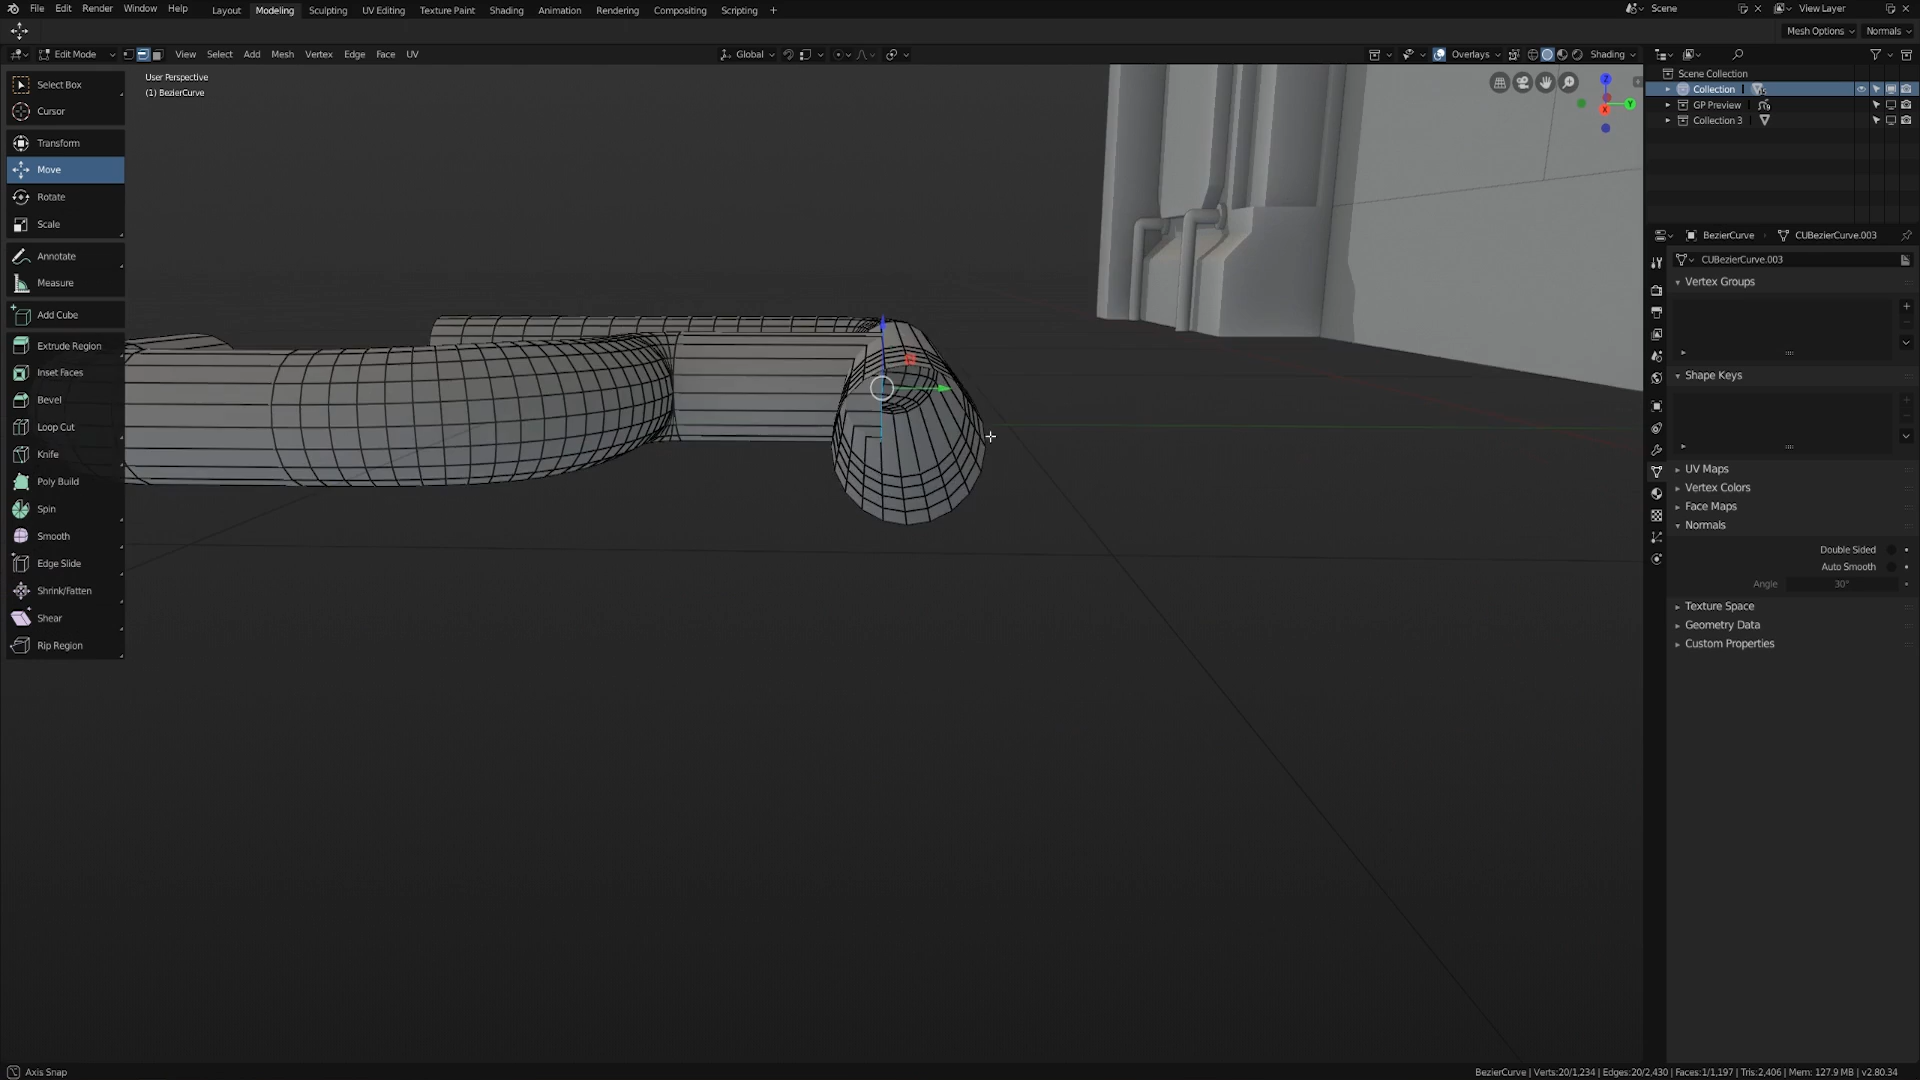 File Edit Render Window Help Layout Modeling Sculpting UV Editing Texture Paint Shading Animation Rendering Compositing Scripting + Scene View Layer
Mesh Options Normals
Edit Mode View Select Add Mesh Vertex Edge Face UV Global Overlays Shading
User Perspective
(1) BezierCurve
Select Box
Cursor
Transform
Move
Rotate
Scale
Annotate
Measure
Add Cube
Extrude Region
Inset Faces
Bevel
Loop Cut
Knife
Poly Build
Spin
Smooth
Edge Slide
Shrink/Fatten
Shear
Rip Region
Z
Y
X
Scene Collection
Collection
GP Preview
Collection 3
BezierCurve CUBezierCurve.003
CUBezierCurve.003
Vertex Groups
Shape Keys
UV Maps
Vertex Colors
Face Maps
Normals
Double Sided
Auto Smooth
Angle 30°
Texture Space
Geometry Data
Custom Properties
Axis Snap
BezierCurve | Verts:20/1,234 | Edges:20/2,430 | Faces:1/1,197 | Tris:2,406 | Mem: 127.9 MB | v2.80.34